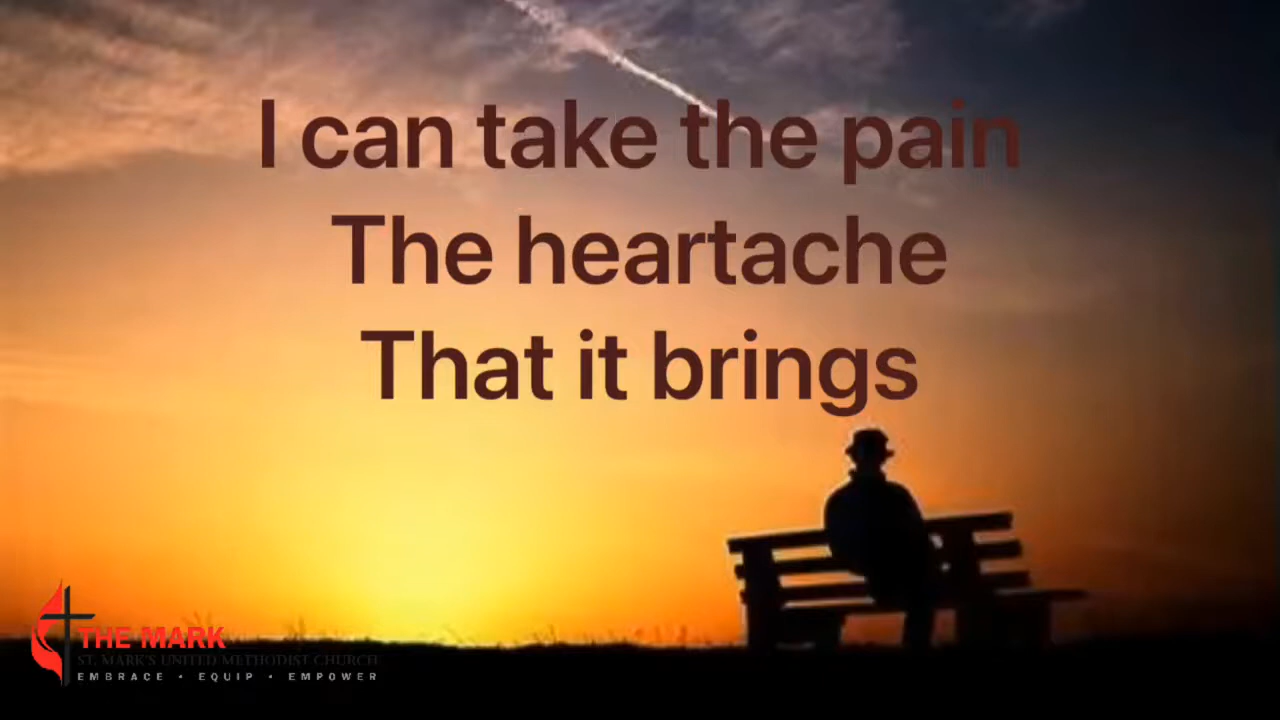 I can take the pain
The heartache
That it brings
THE MARK
ST. MARK'S UNITED METHODIST CHURCH
EMBRACE • EQUIP • EMPOWER